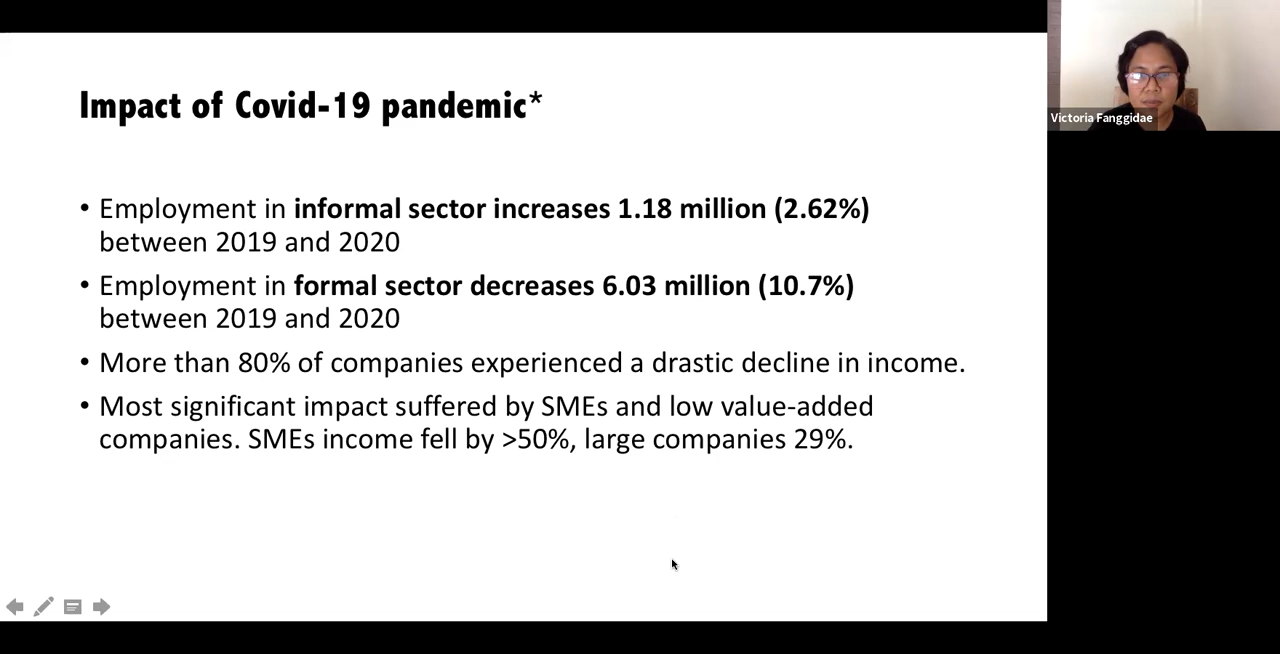 Impact of Covid-19 pandemic*
• Employment in informal sector increases 1.18 million (2.62%)
between 2019 and 2020
• Employment in formal sector decreases 6.03 million (10.7%)
between 2019 and 2020
• More than 80% of companies experienced a drastic decline in income.
• Most significant impact suffered by SMEs and low value-added
companies. SMEs income fell by >50%, large companies 29%.
Victoria Fanggidae